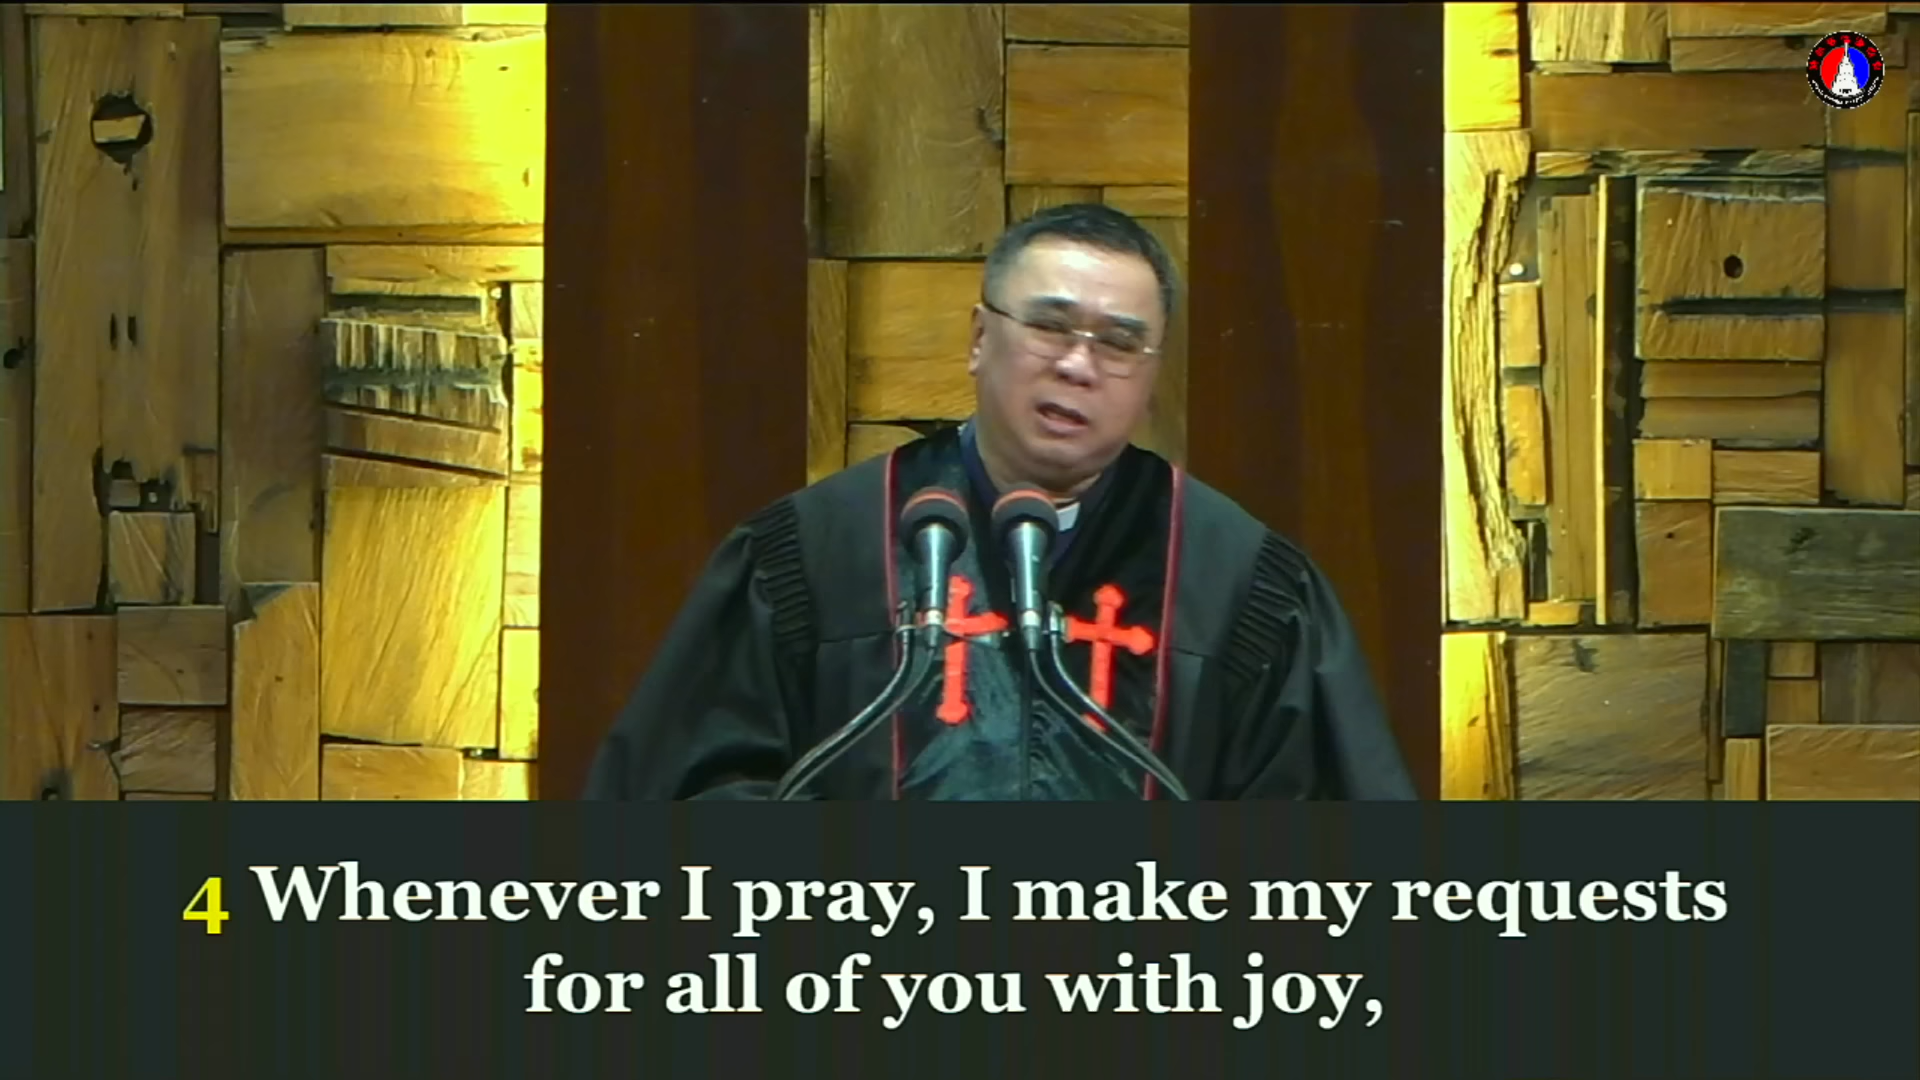 4 Whenever I pray, I make my requests
for all of you with joy,